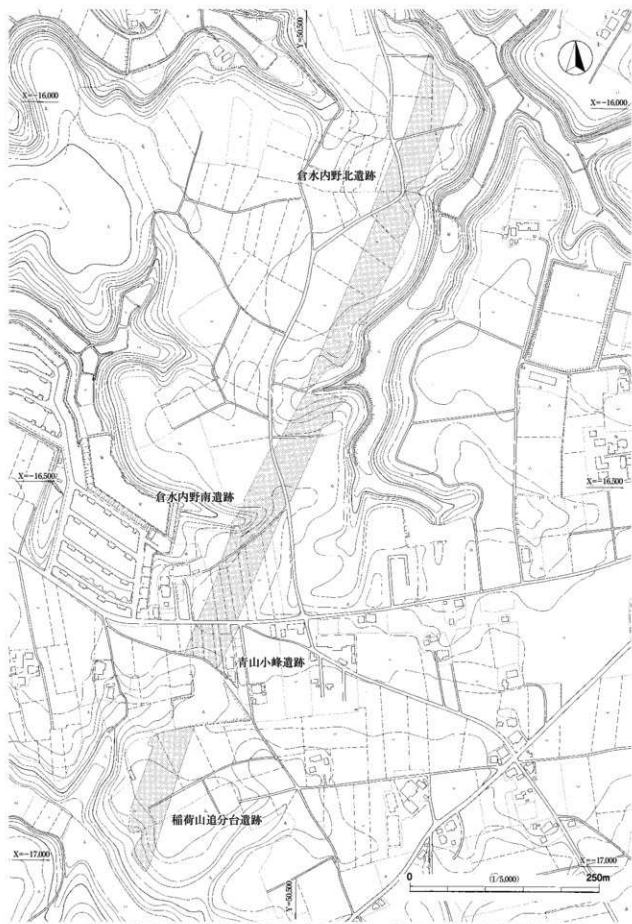 Y=50,500
X=-16,000
X=-16,000
倉水内野北遺跡
X=-16,500
X=-16,500
倉水内野南遺跡
青山小峰遺跡
稲荷山追分台遺跡
X=-17,000
X=-17,000
Y=50,500
0
(1/5,000)
250m